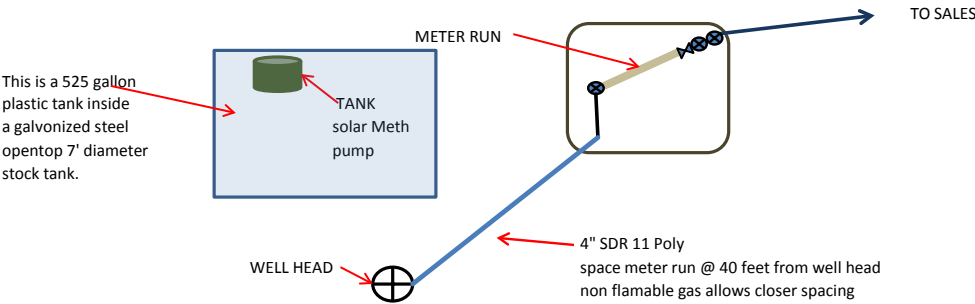 TO SALES
METER RUN
This is a 525 gallon
plastic tank inside
a galvonized steel
opentop 7' diameter
stock tank.
TANK
solar Meth
pump
4" SDR 11 Poly
space meter run @ 40 feet from well head
non flamable gas allows closer spacing
WELL HEAD